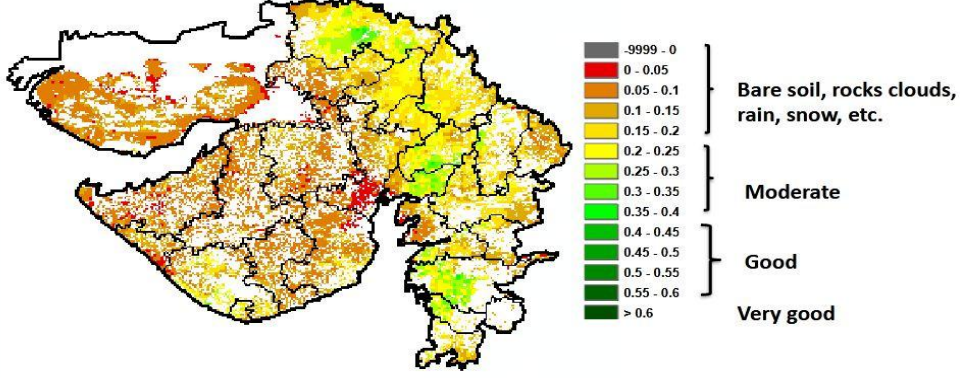 -9999 - 0
0 - 0.05
0.05 - 0.1
0.1 - 0.15
0.15 - 0.2
0.2 - 0.25
0.25 - 0.3
0.3 - 0.35
0.35 - 0.4
0.4 - 0.45
0.45 - 0.5
0.5 - 0.55
0.55 - 0.6
> 0.6
Bare soil, rocks clouds,
rain, snow, etc.
Moderate
Good
Very good